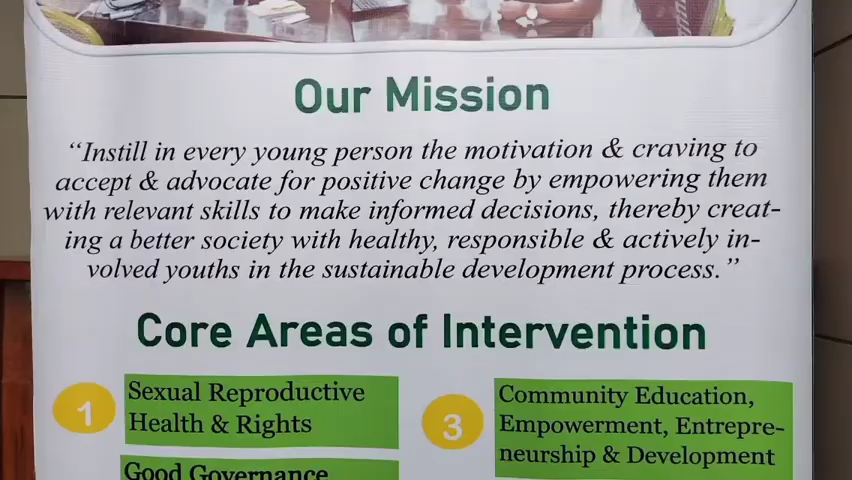 Our Mission
“Instill in every young person the motivation & craving to
accept & advocate for positive change by empowering them
with relevant skills to make informed decisions, thereby creat-
ing a better society with healthy, responsible & actively in-
volved youths in the sustainable development process.”
Core Areas of Intervention
1
Sexual Reproductive
Health & Rights
Good Governance
3
Community Education,
Empowerment, Entrepre-
neurship & Development